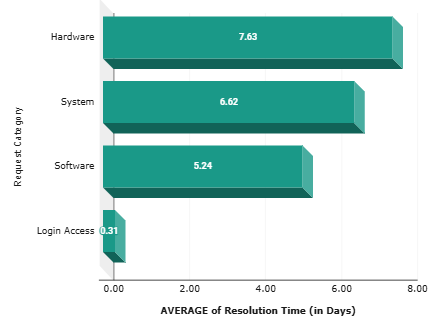 Request Category
Hardware
7.63
System
6.62
Software
5.24
Login Access
0.31
0.00 2.00 4.00 6.00 8.00
AVERAGE of Resolution Time (in Days)